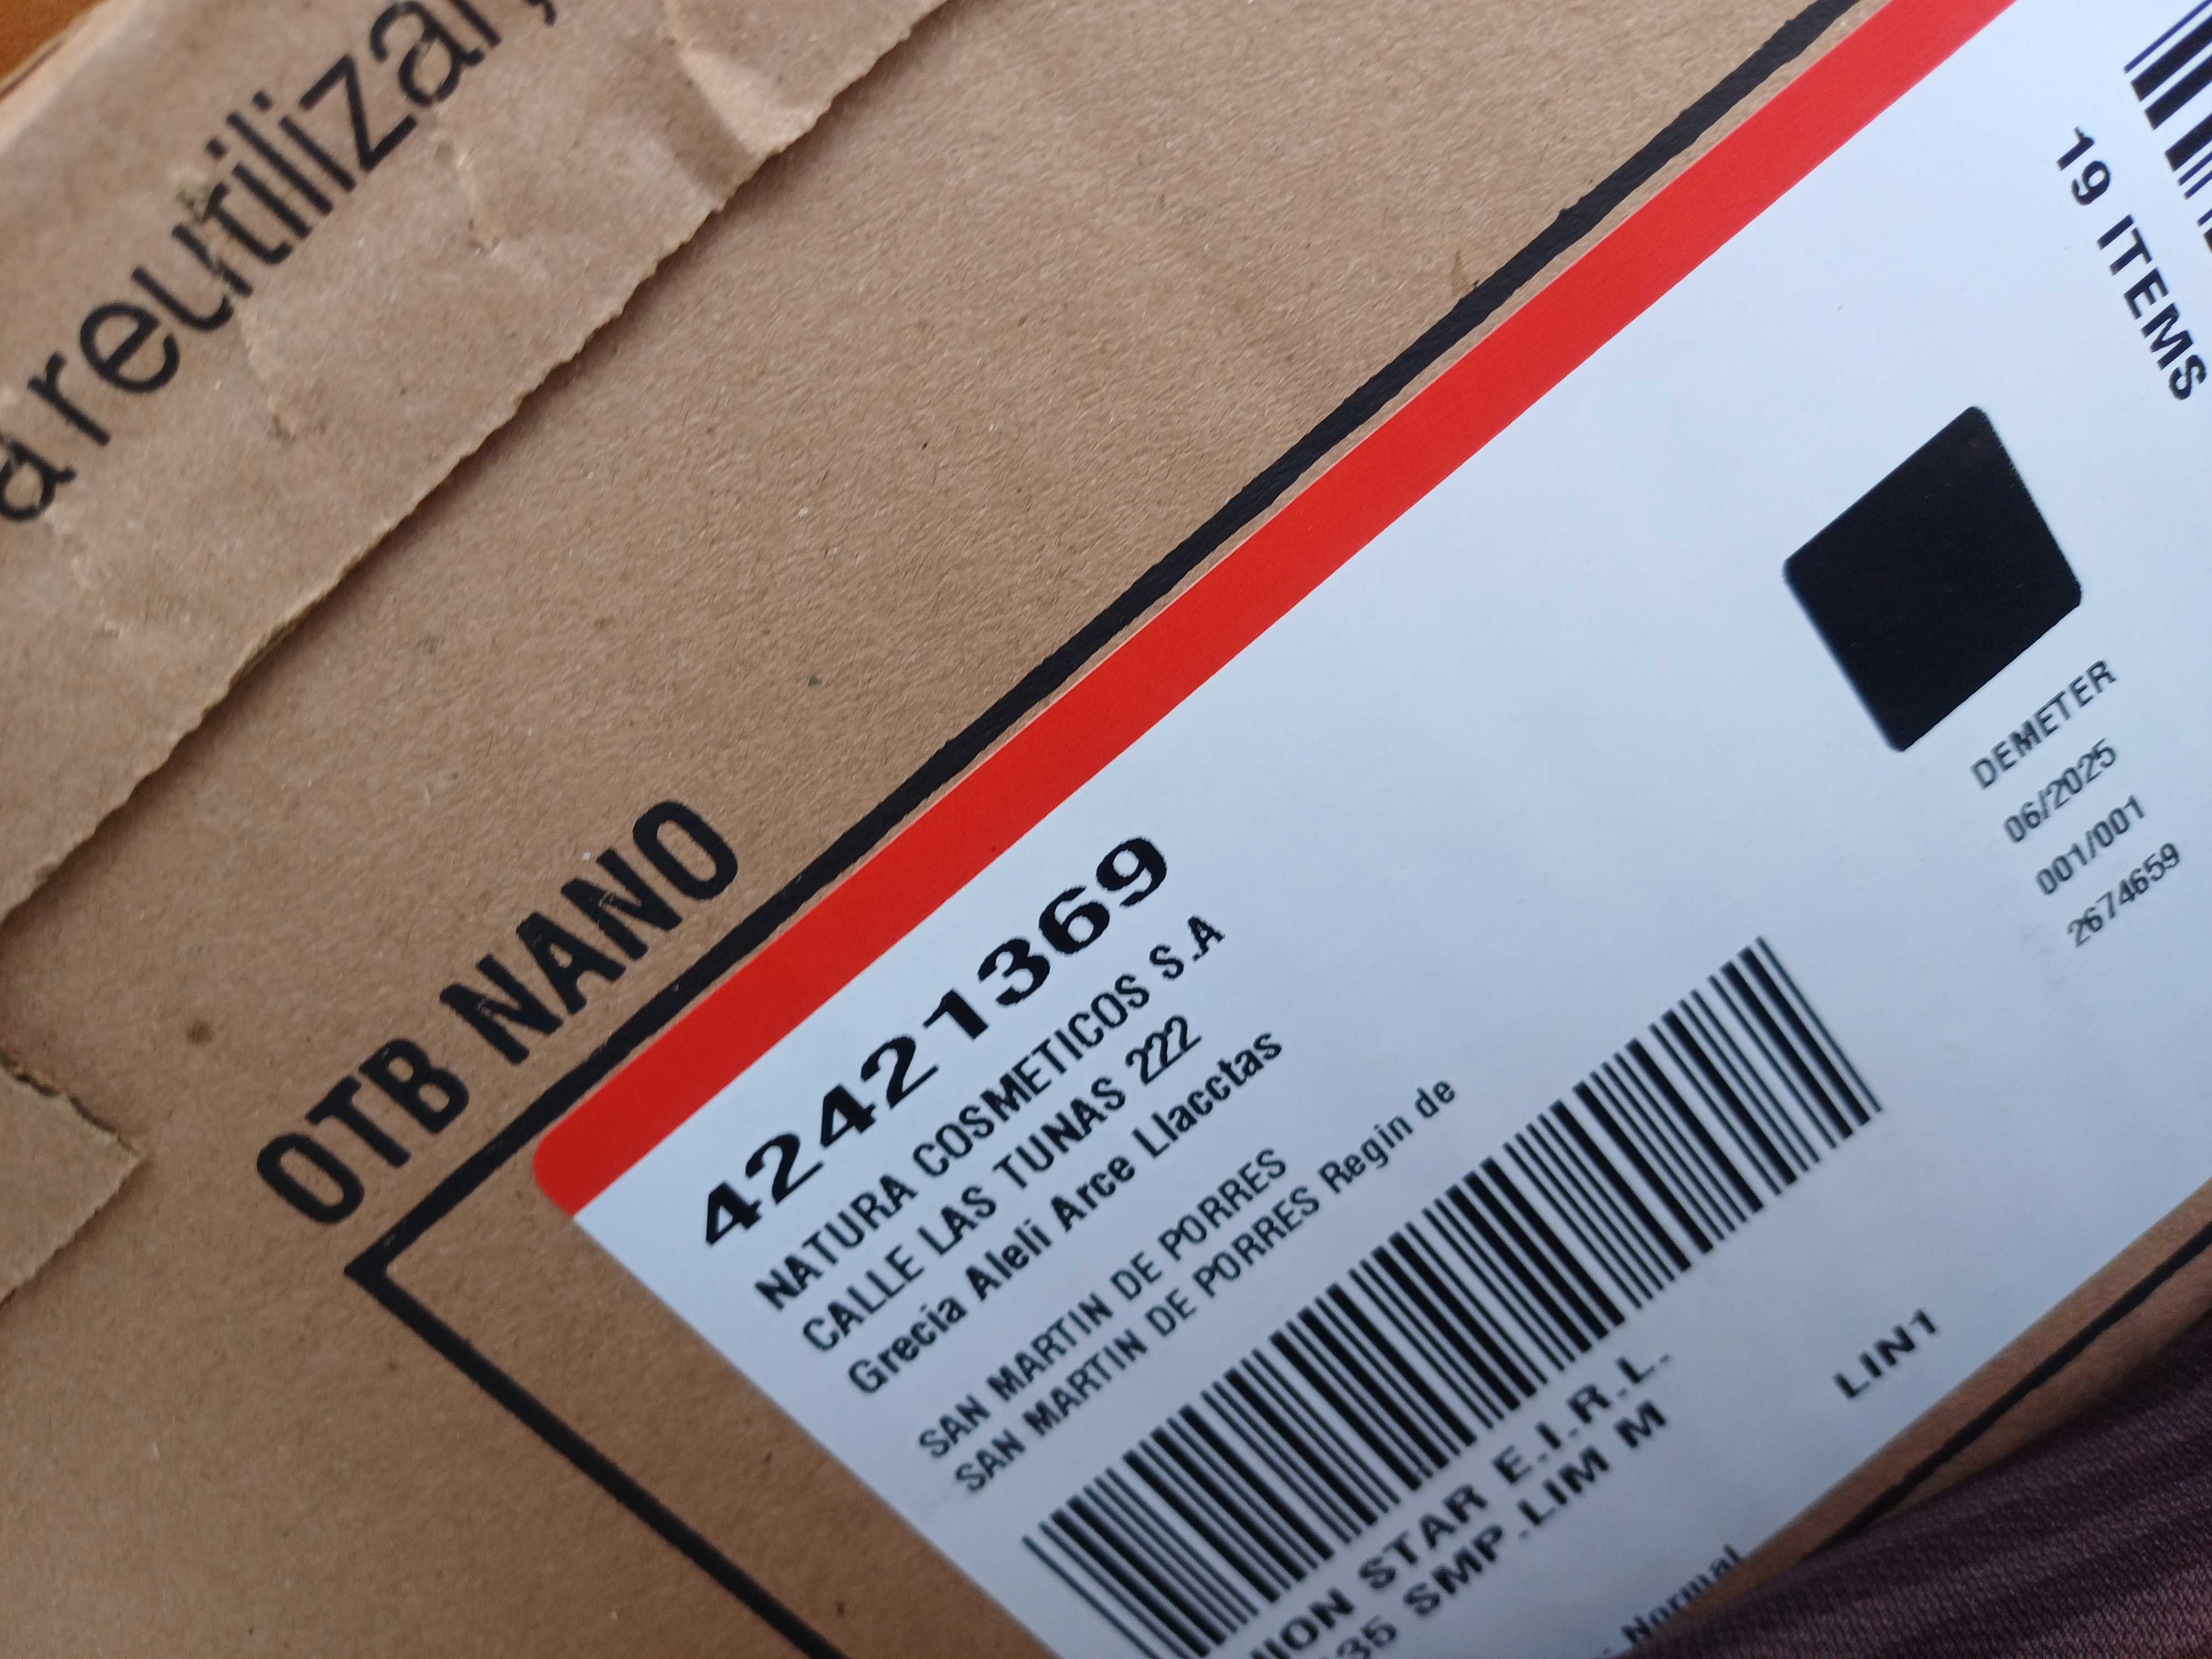 a reutilizar,
OTB NANO
19 ITEMS
DEMETER
06/2025
001/001
2674659
42421369
NATURA COSMETICOS S.A
CALLE LAS TUNAS 222
Grecia Aleli Arce Llacctas
SAN MARTIN DE PORRES
SAN MARTIN DE PORRES Regin de
STAR E.I.R.L.
SMP.LIM M
LIN1
Normal